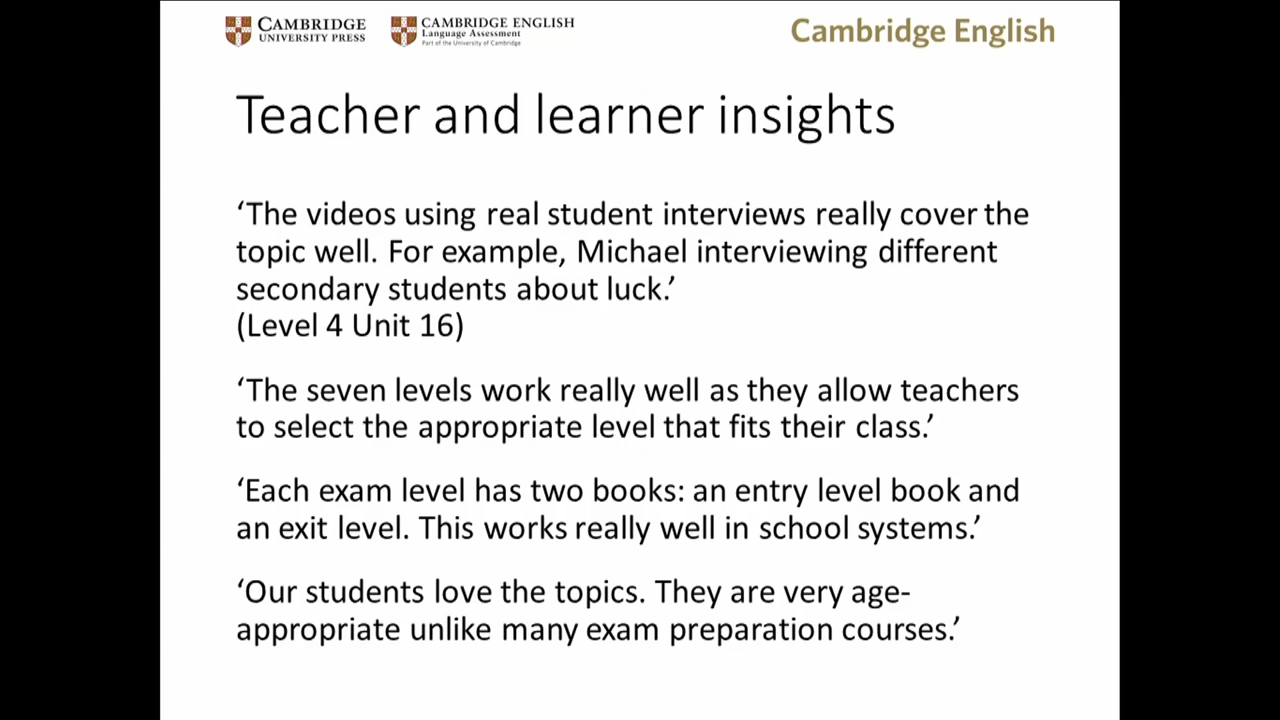 CAMBRIDGE
UNIVERSITY PRESS
CAMBRIDGE ENGLISH
Language Assessment
Part of the University of Cambridge
Cambridge English
Teacher and learner insights
‘The videos using real student interviews really cover the
topic well. For example, Michael interviewing different
secondary students about luck.’
(Level 4 Unit 16)
‘The seven levels work really well as they allow teachers
to select the appropriate level that fits their class.’
‘Each exam level has two books: an entry level book and
an exit level. This works really well in school systems.’
‘Our students love the topics. They are very age-
appropriate unlike many exam preparation courses.’